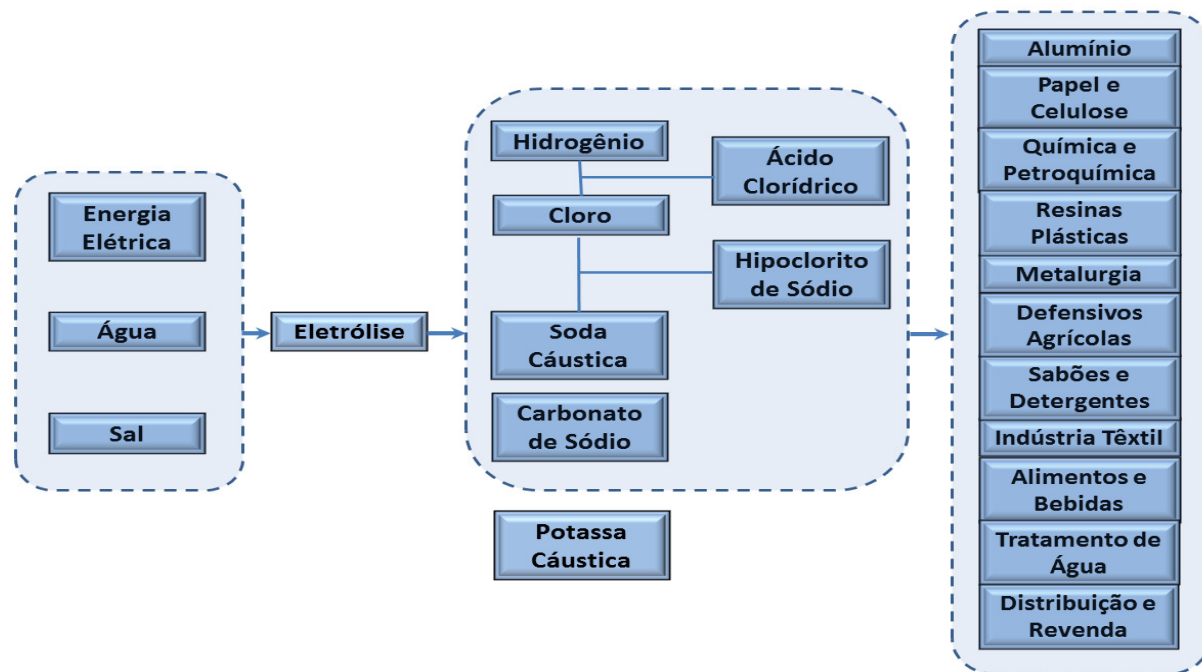 Energia
Elétrica
Água
Sal
Eletrólise
Hidrogênio
Cloro
Soda
Cáustica
Carbonato
de Sódio
Ácido
Clorídrico
Hipoclorito
de Sódio
Potassa
Cáustica
Alumínio
Papel e
Celulose
Química e
Petroquímica
Resinas
Plásticas
Metalurgia
Defensivos
Agrícolas
Sabões e
Detergentes
Indústria Têxtil
Alimentos e
Bebidas
Tratamento de
Água
Distribuição e
Revenda